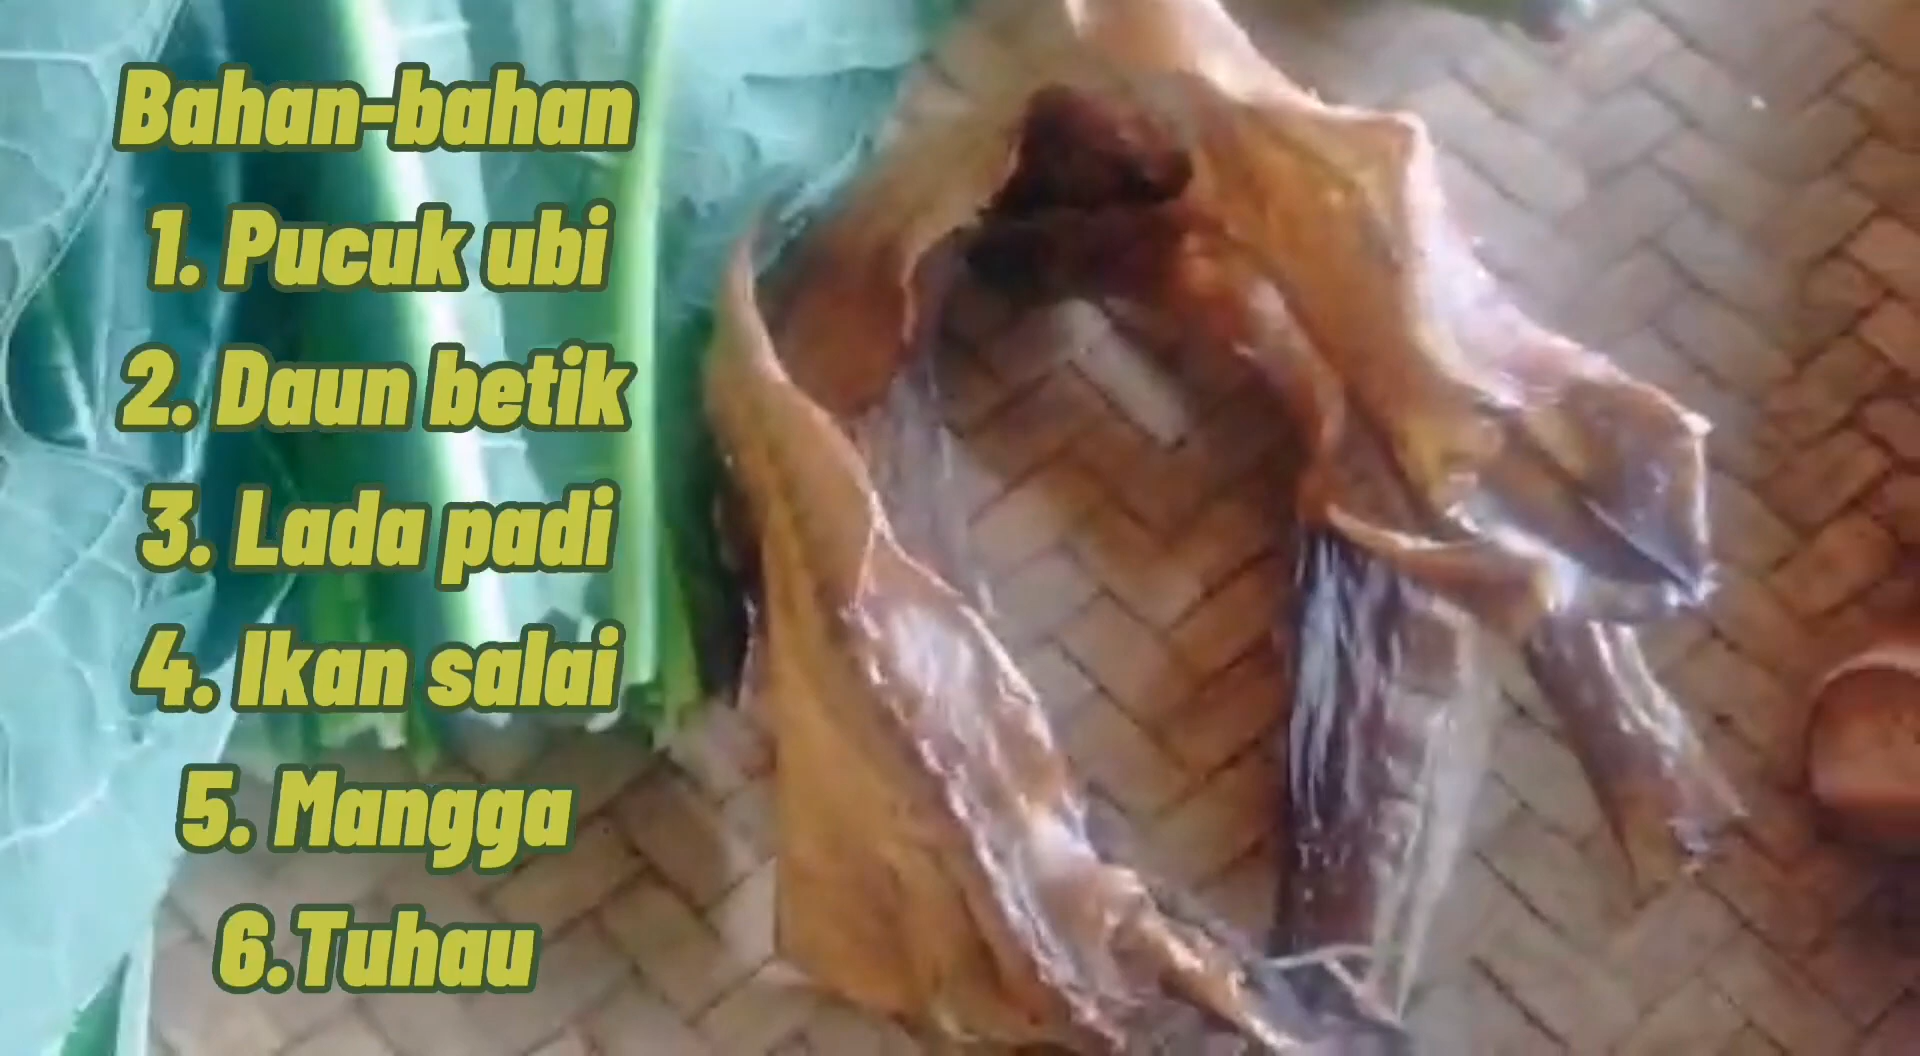 Bahan-bahan
1. Pucuk ubi
2. Daun betik
3. Lada padi
4. Ikan salai
5. Mangga
6.Tuhau